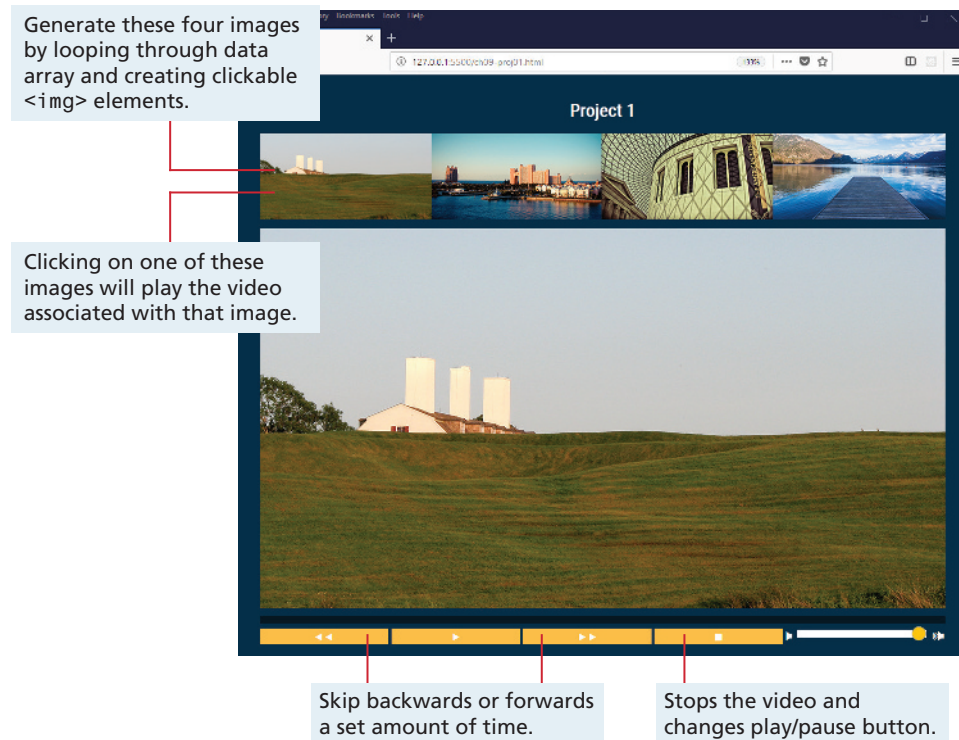 Generate these four images
by looping through data
array and creating clickable
<img> elements.
Bookmarks Tools Help
127.0.0.1:5500/ch09-proj01.html
Project 1
Clicking on one of these
images will play the video
associated with that image.
Skip backwards or forwards
a set amount of time.
Stops the video and
changes play/pause button.